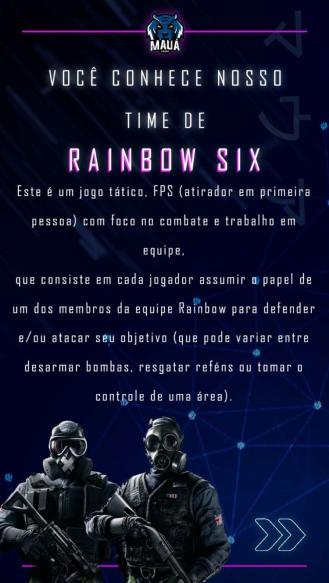 MAUÁ
VOCÊ CONHECE NOSSO
TIME DE
RAINBOW SIX
Este é um jogo tático, FPS (atirador em primeira
pessoa) com foco no combate e trabalho em
equipe,
que consiste em cada jogador assumir o papel de
um dos membros da equipe Rainbow para defender
e/ou atacar seu objetivo (que pode variar entre
desarmar bombas, resgatar reféns ou tomar o
controle de uma área).